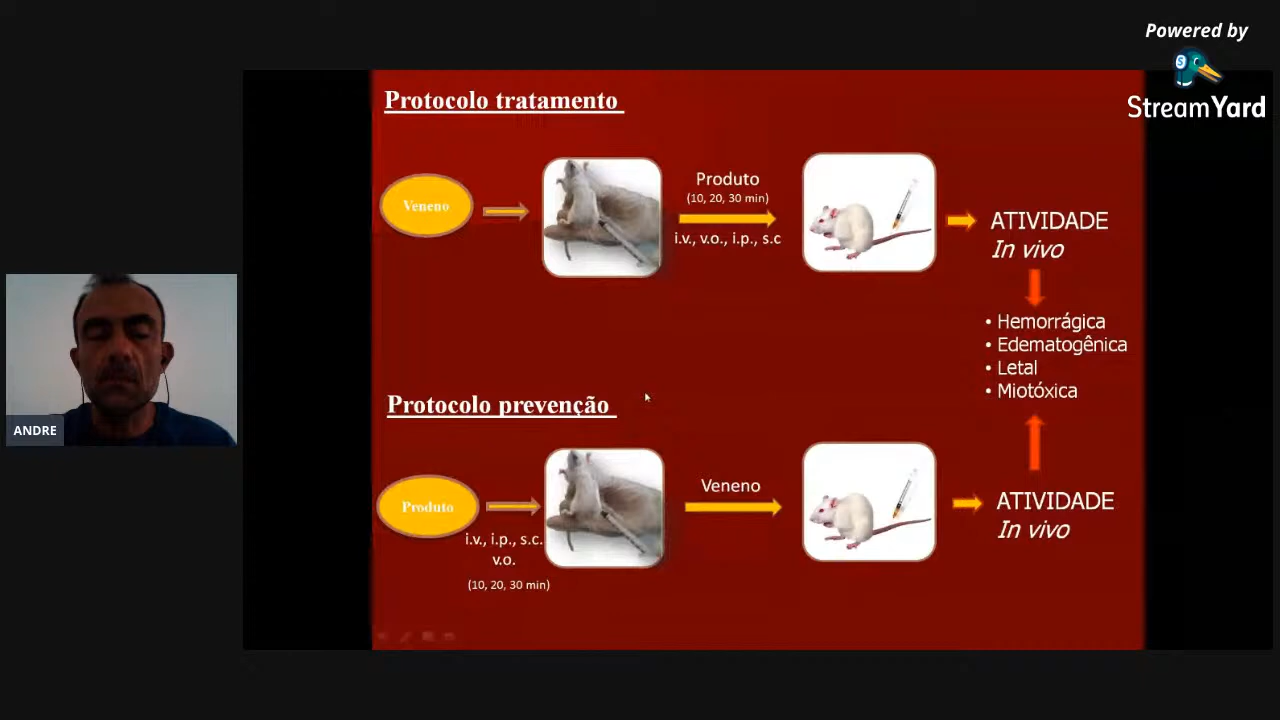 Powered by
StreamYard
Protocolo tratamento
Veneno
Produto
(10, 20, 30 min)
i.v., v.o., i.p., s.c
ATIVIDADE
In vivo
• Hemorrágica
• Edematogênica
• Letal
• Miotóxica
ANDRE
Protocolo prevenção
Produto
i.v., i.p., s.c.
v.o.
(10, 20, 30 min)
Veneno
ATIVIDADE
In vivo